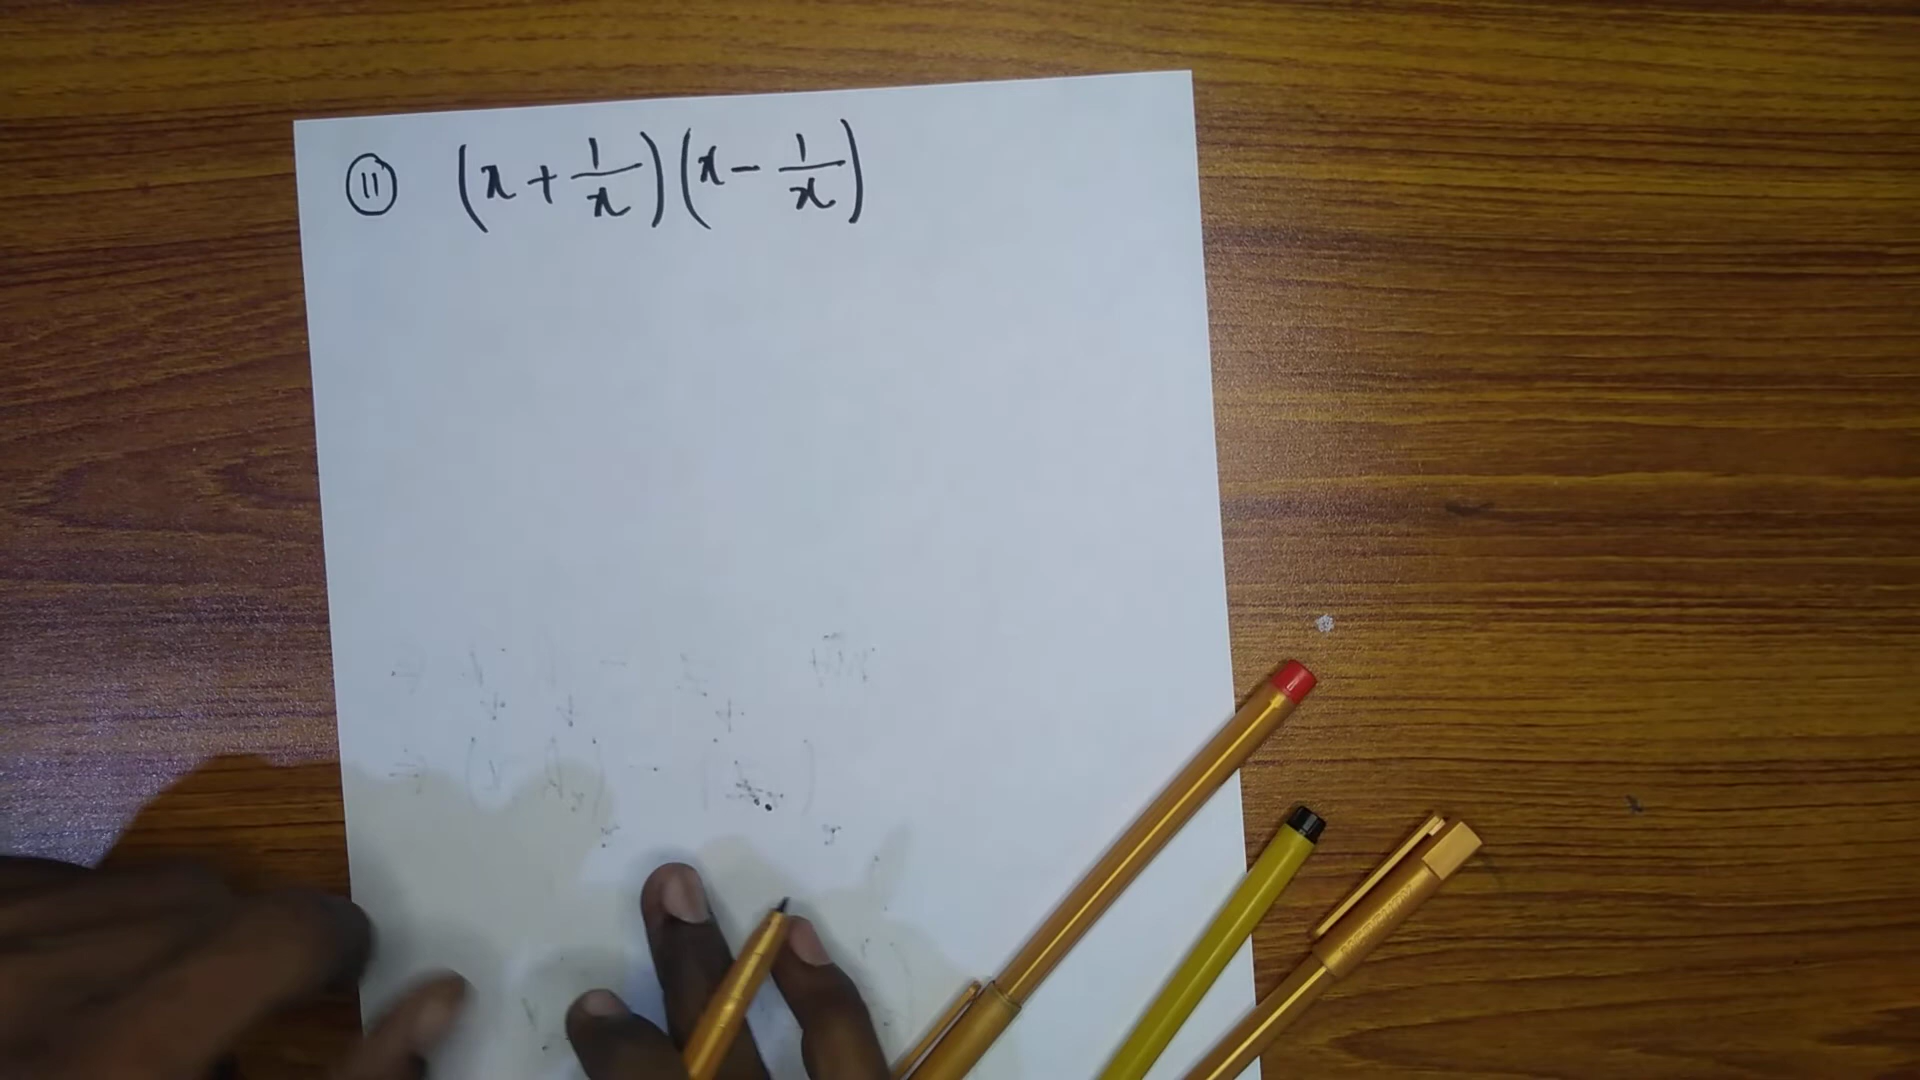 ⑪ (x + 1/x)(x - 1/x)